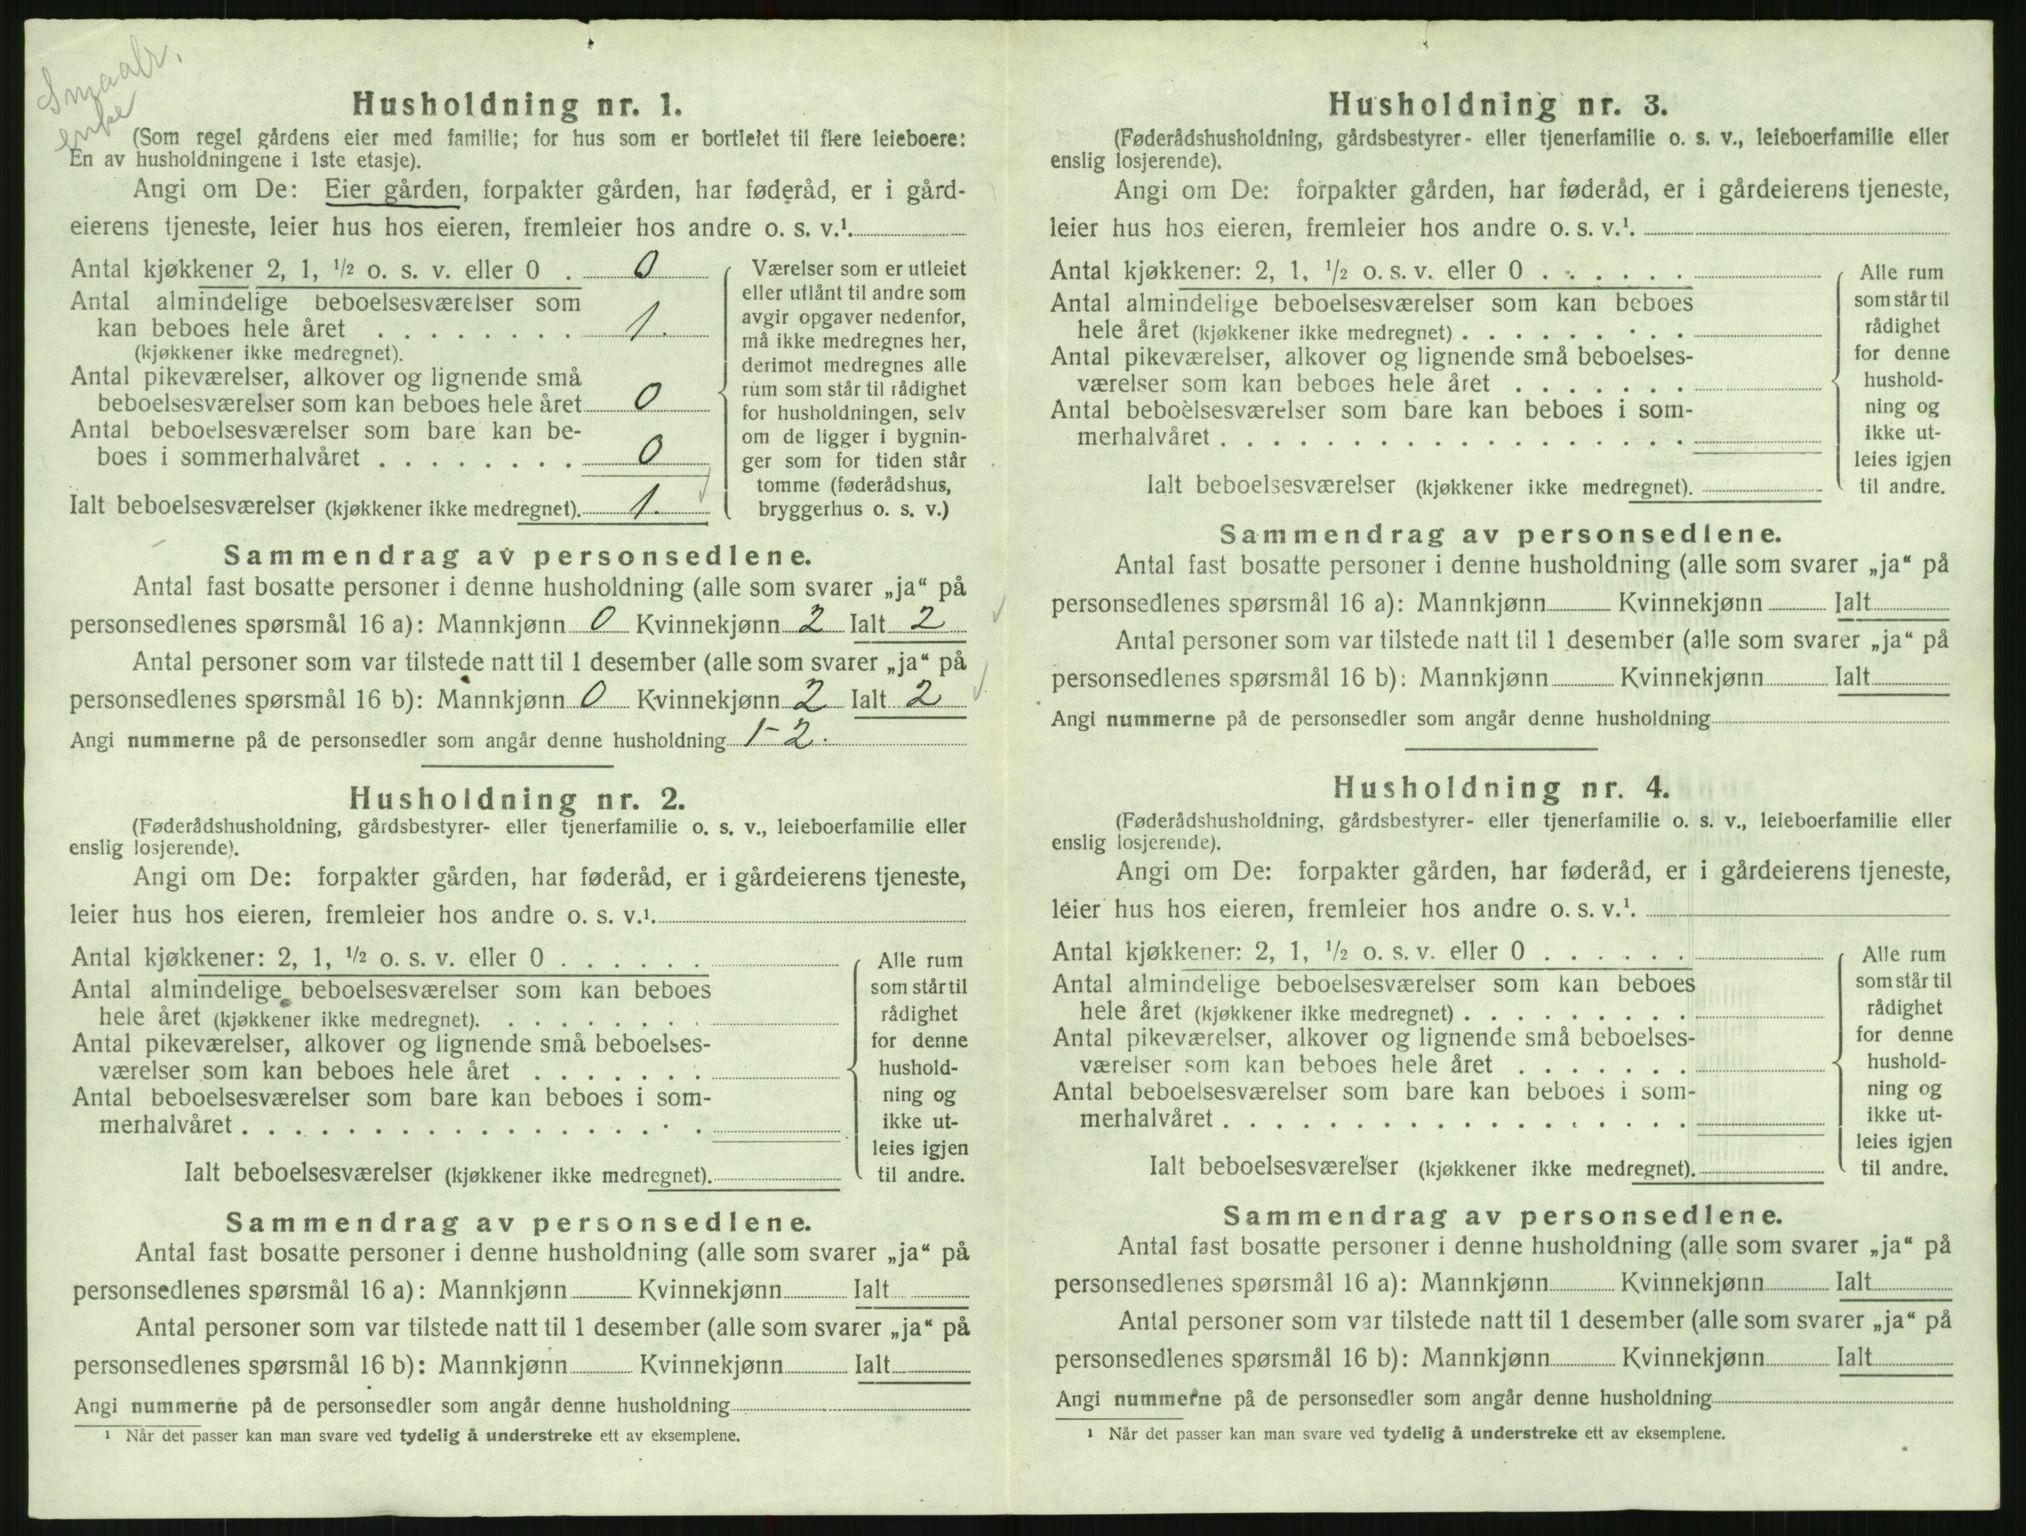 Smaabr.
enke
Husholdning nr. 1.
(Som regel gårdens eier med familie; for hus som er bortleiet til flere leieboere:
En av husholdningene i 1ste etasje).
Angi om De: Eier gården, forpakter gården, har føderåd, er i gård-
eierens tjeneste, leier hus hos eieren, fremleier hos andre o. s. v.¹.
Antal kjøkkener 2, 1, ½ o. s. v. eller 0 . 0
Antal almindelige beboelsesværelser som
kan beboes hele året . . . . . . . . 1.
(kjøkkener ikke medregnet).
Antal pikeværelser, alkover og lignende små
beboelsesværelser som kan beboes hele året 0
Antal beboelsesværelser som bare kan be-
boes i sommerhalvåret . . . . . . . . 0
Ialt beboelsesværelser (kjøkkener ikke medregnet). 1.
Værelser som er utleiet
eller utlånt til andre som
avgir opgaver nedenfor,
må ikke medregnes her,
derimot medregnes alle
rum som står til rådighet
for husholdningen, selv
om de ligger i bygnin-
ger som for tiden står
tomme (føderådshus,
bryggerhus o. s. v.)
Sammendrag av personsedlene.
Antal fast bosatte personer i denne husholdning (alle som svarer „ja“ på
personsedlenes spørsmål 16 a): Mannkjønn 0 Kvinnekjønn 2 Ialt 2
Antal personer som var tilstede natt til 1 desember (alle som svarer „ja“ på
personsedlenes spørsmål 16 b): Mannkjønn 0 Kvinnekjønn 2 Ialt 2
Angi nummerne på de personsedler som angår denne husholdning 1-2.
Husholdning nr. 2.
(Føderådshusholdning, gårdsbestyrer- eller tjenerfamilie o. s. v., leieboerfamilie eller
enslig losjerende).
Angi om De: forpakter gården, har føderåd, er i gårdeierens tjeneste,
leier hus hos eieren, fremleier hos andre o. s. v.¹.
Antal kjøkkener: 2, 1, ½ o. s. v. eller 0 . . . . . .
Antal almindelige beboelsesværelser som kan beboes
hele året (kjøkkener ikke medregnet). . . . . . . . .
Antal pikeværelser, alkover og lignende små beboelses-
værelser som kan beboes hele året . . . . . . .
Antal beboelsesværelser som bare kan beboes i som-
merhalvåret . . . . . . . . . . . . . . . . . .
Ialt beboelsesværelser (kjøkkener ikke medregnet).
Alle rum
som står til
rådighet
for denne
hushold-
ning og
ikke ut-
leies igjen
til andre.
Sammendrag av personsedlene.
Antal fast bosatte personer i denne husholdning (alle som svarer „ja“ på
personsedlenes spørsmål 16 a): Mannkjønn Kvinnekjønn Ialt
Antal personer som var tilstede natt til 1 desember (alle som svarer „ja“ på
personsedlenes spørsmål 16 b): Mannkjønn Kvinnekjønn Ialt
Angi nummerne på de personsedler som angår denne husholdning
¹ Når det passer kan man svare ved tydelig å understreke ett av eksemplene.
Husholdning nr. 3.
(Føderådshusholdning, gårdsbestyrer- eller tjenerfamilie o. s. v., leieboerfamilie eller
enslig losjerende).
Angi om De: forpakter gården, har føderåd, er i gårdeierens tjeneste,
leier hus hos eieren, fremleier hos andre o. s. v.¹.
Antal kjøkkener: 2, 1, ½ o. s. v. eller 0 . . . . . .
Antal almindelige beboelsesværelser som kan beboes
hele året (kjøkkener ikke medregnet) . . . . . . . . .
Antal pikeværelser, alkover og lignende små beboelses-
værelser som kan beboes hele året . . . . . . .
Antal beboelsesværelser som bare kan beboes i som-
merhalvåret . . . . . . . . . . . . . . . . . .
Ialt beboelsesværelser (kjøkkener ikke medregnet).
Alle rum
som står til
rådighet
for denne
hushold-
ning og
ikke ut-
leies igjen
til andre.
Sammendrag av personsedlene.
Antal fast bosatte personer i denne husholdning (alle som svarer „ja“ på
personsedlenes spørsmål 16 a): Mannkjønn Kvinnekjønn Ialt
Antal personer som var tilstede natt til 1 desember (alle som svarer „ja“ på
personsedlenes spørsmål 16 b): Mannkjønn Kvinnekjønn Ialt
Angi nummerne på de personsedler som angår denne husholdning
Husholdning nr. 4.
(Føderådshusholdning, gårdsbestyrer- eller tjenerfamilie o. s. v., leieboerfamilie eller
enslig losjerende).
Angi om De: forpakter gården, har føderåd, er i gårdeierens tjeneste,
leier hus hos eieren, fremleier hos andre o. s. v.¹.
Antal kjøkkener: 2, 1, ½ o. s. v. eller 0 . . . . . .
Antal almindelige beboelsesværelser som kan beboes
hele året (kjøkkener ikke medregnet) . . . . . . . . .
Antal pikeværelser, alkover og lignende små beboelses-
værelser som kan beboes hele året . . . . . . .
Antal beboelsesværelser som bare kan beboes i som-
merhalvåret . . . . . . . . . . . . . . . . . .
Ialt beboelsesværelser (kjøkkener ikke medregnet).
Alle rum
som står til
rådighet
for denne
hushold-
ning og
ikke ut-
leies igjen
til andre.
Sammendrag av personsedlene.
Antal fast bosatte personer i denne husholdning (alle som svarer „ja“ på
personsedlenes spørsmål 16 a): Mannkjønn Kvinnekjønn Ialt
Antal personer som var tilstede natt til 1 desember (alle som svarer „ja“ på
personsedlenes spørsmål 16 b): Mannkjønn Kvinnekjønn Ialt
Angi nummerne på de personsedler som angår denne husholdning
¹ Når det passer kan man svare ved tydelig å understreke ett av eksemplene.